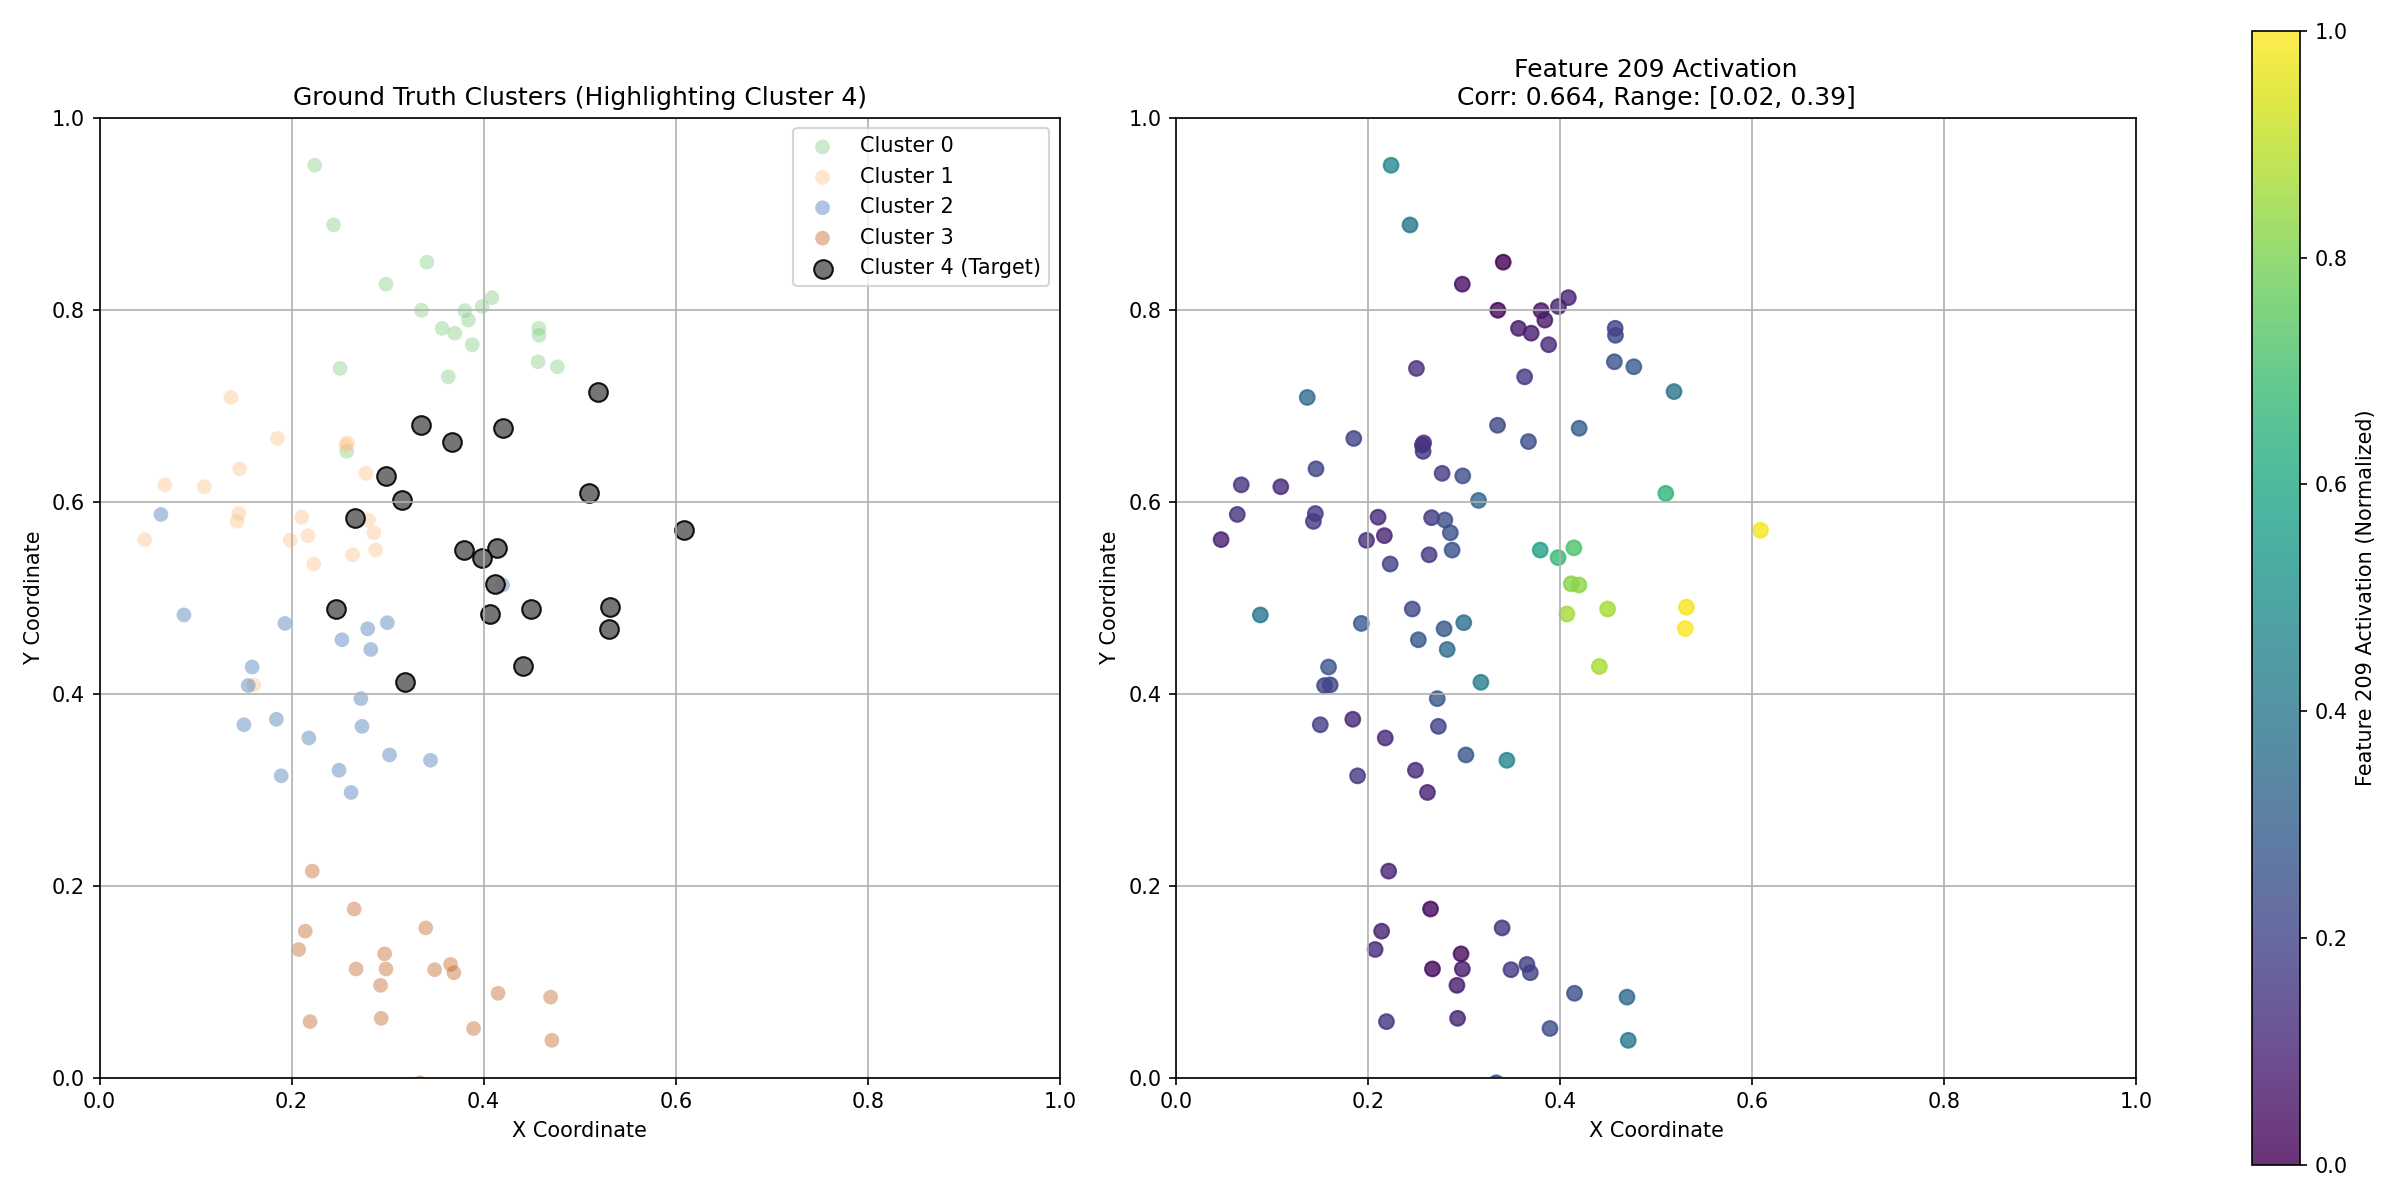 Ground Truth Clusters (Highlighting Cluster 4)
1.0
0.8
0.6
0.4
0.2
0.0
Y Coordinate
0.0 0.2 0.4 0.6 0.8 1.0
X Coordinate
Cluster 0
Cluster 1
Cluster 2
Cluster 3
Cluster 4 (Target)
Feature 209 Activation
Corr: 0.664, Range: [0.02, 0.39]
1.0
0.8
0.6
0.4
0.2
0.0
Y Coordinate
0.0 0.2 0.4 0.6 0.8 1.0
X Coordinate
1.0
0.8
0.6
0.4
0.2
0.0
Feature 209 Activation (Normalized)